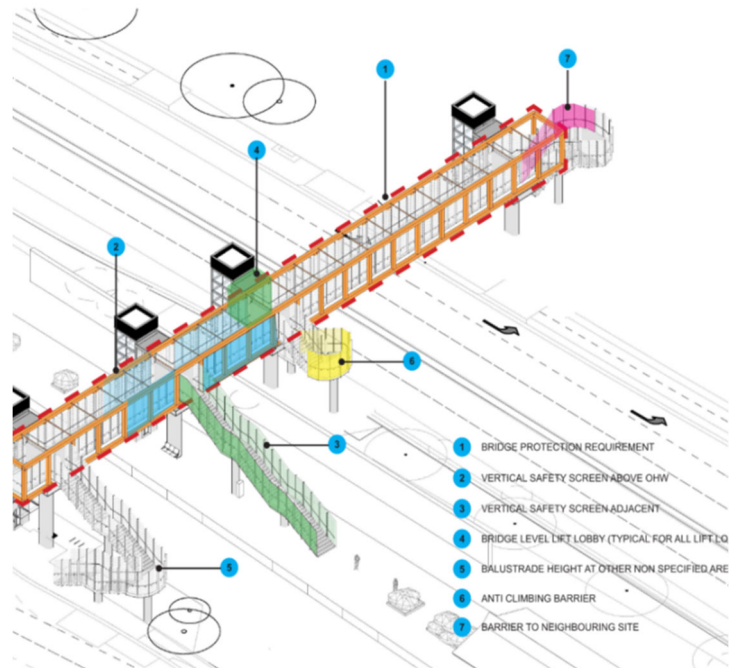 7
1
4
2
6
3
5
1 BRIDGE PROTECTION REQUIREMENT
2 VERTICAL SAFETY SCREEN ABOVE OHW
3 VERTICAL SAFETY SCREEN ADJACENT
4 BRIDGE LEVEL LIFT LOBBY (TYPICAL FOR ALL LIFT LO
5 BALUSTRADE HEIGHT AT OTHER NON SPECIFIED ARE
6 ANTI CLIMBING BARRIER
7 BARRIER TO NEIGHBOURING SITE